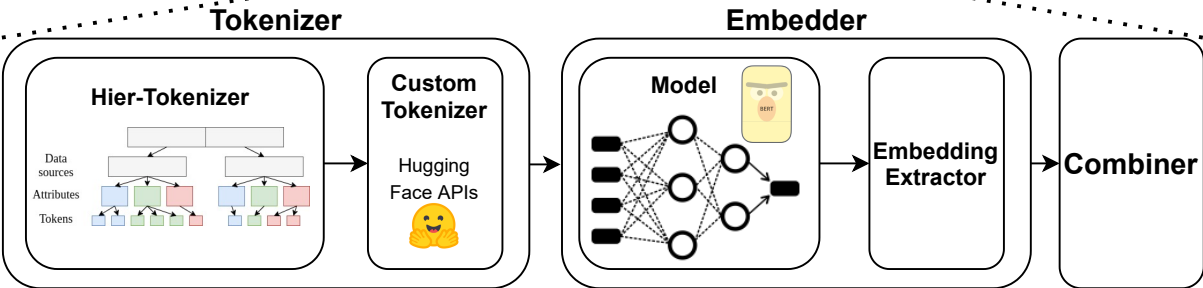 Tokenizer
Embedder
Hier-Tokenizer
Data
sources
Attributes
Tokens
Custom
Tokenizer
Hugging
Face APIs
Model
BERT
Embedding
Extractor
Combiner